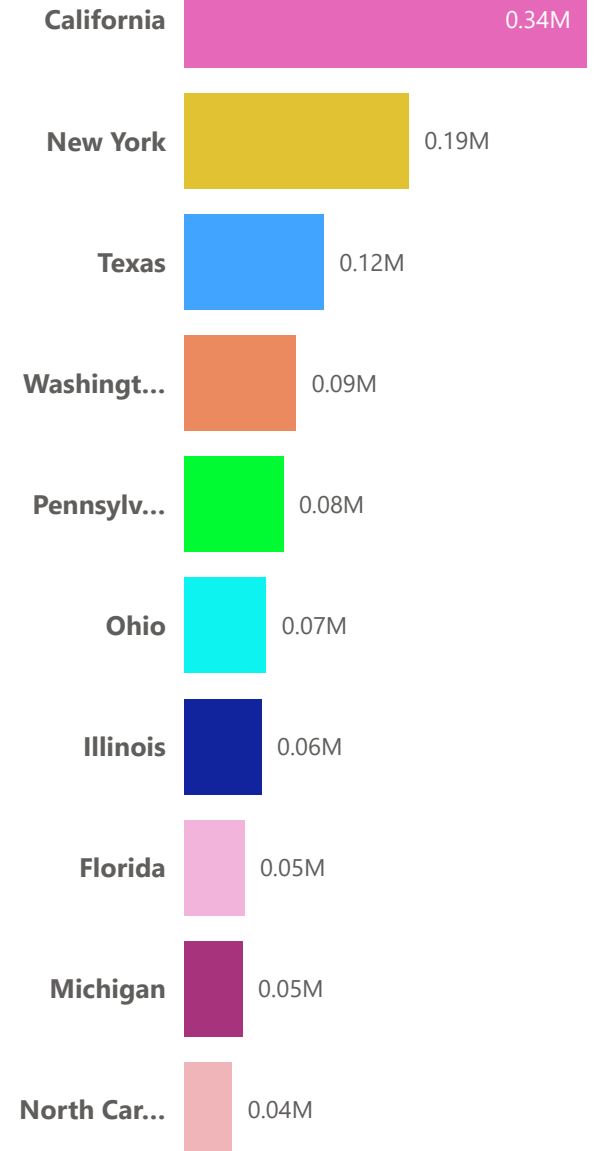 California 0.34M
New York 0.19M
Texas 0.12M
Washingt... 0.09M
Pennsylv... 0.08M
Ohio 0.07M
Illinois 0.06M
Florida 0.05M
Michigan 0.05M
North Car... 0.04M